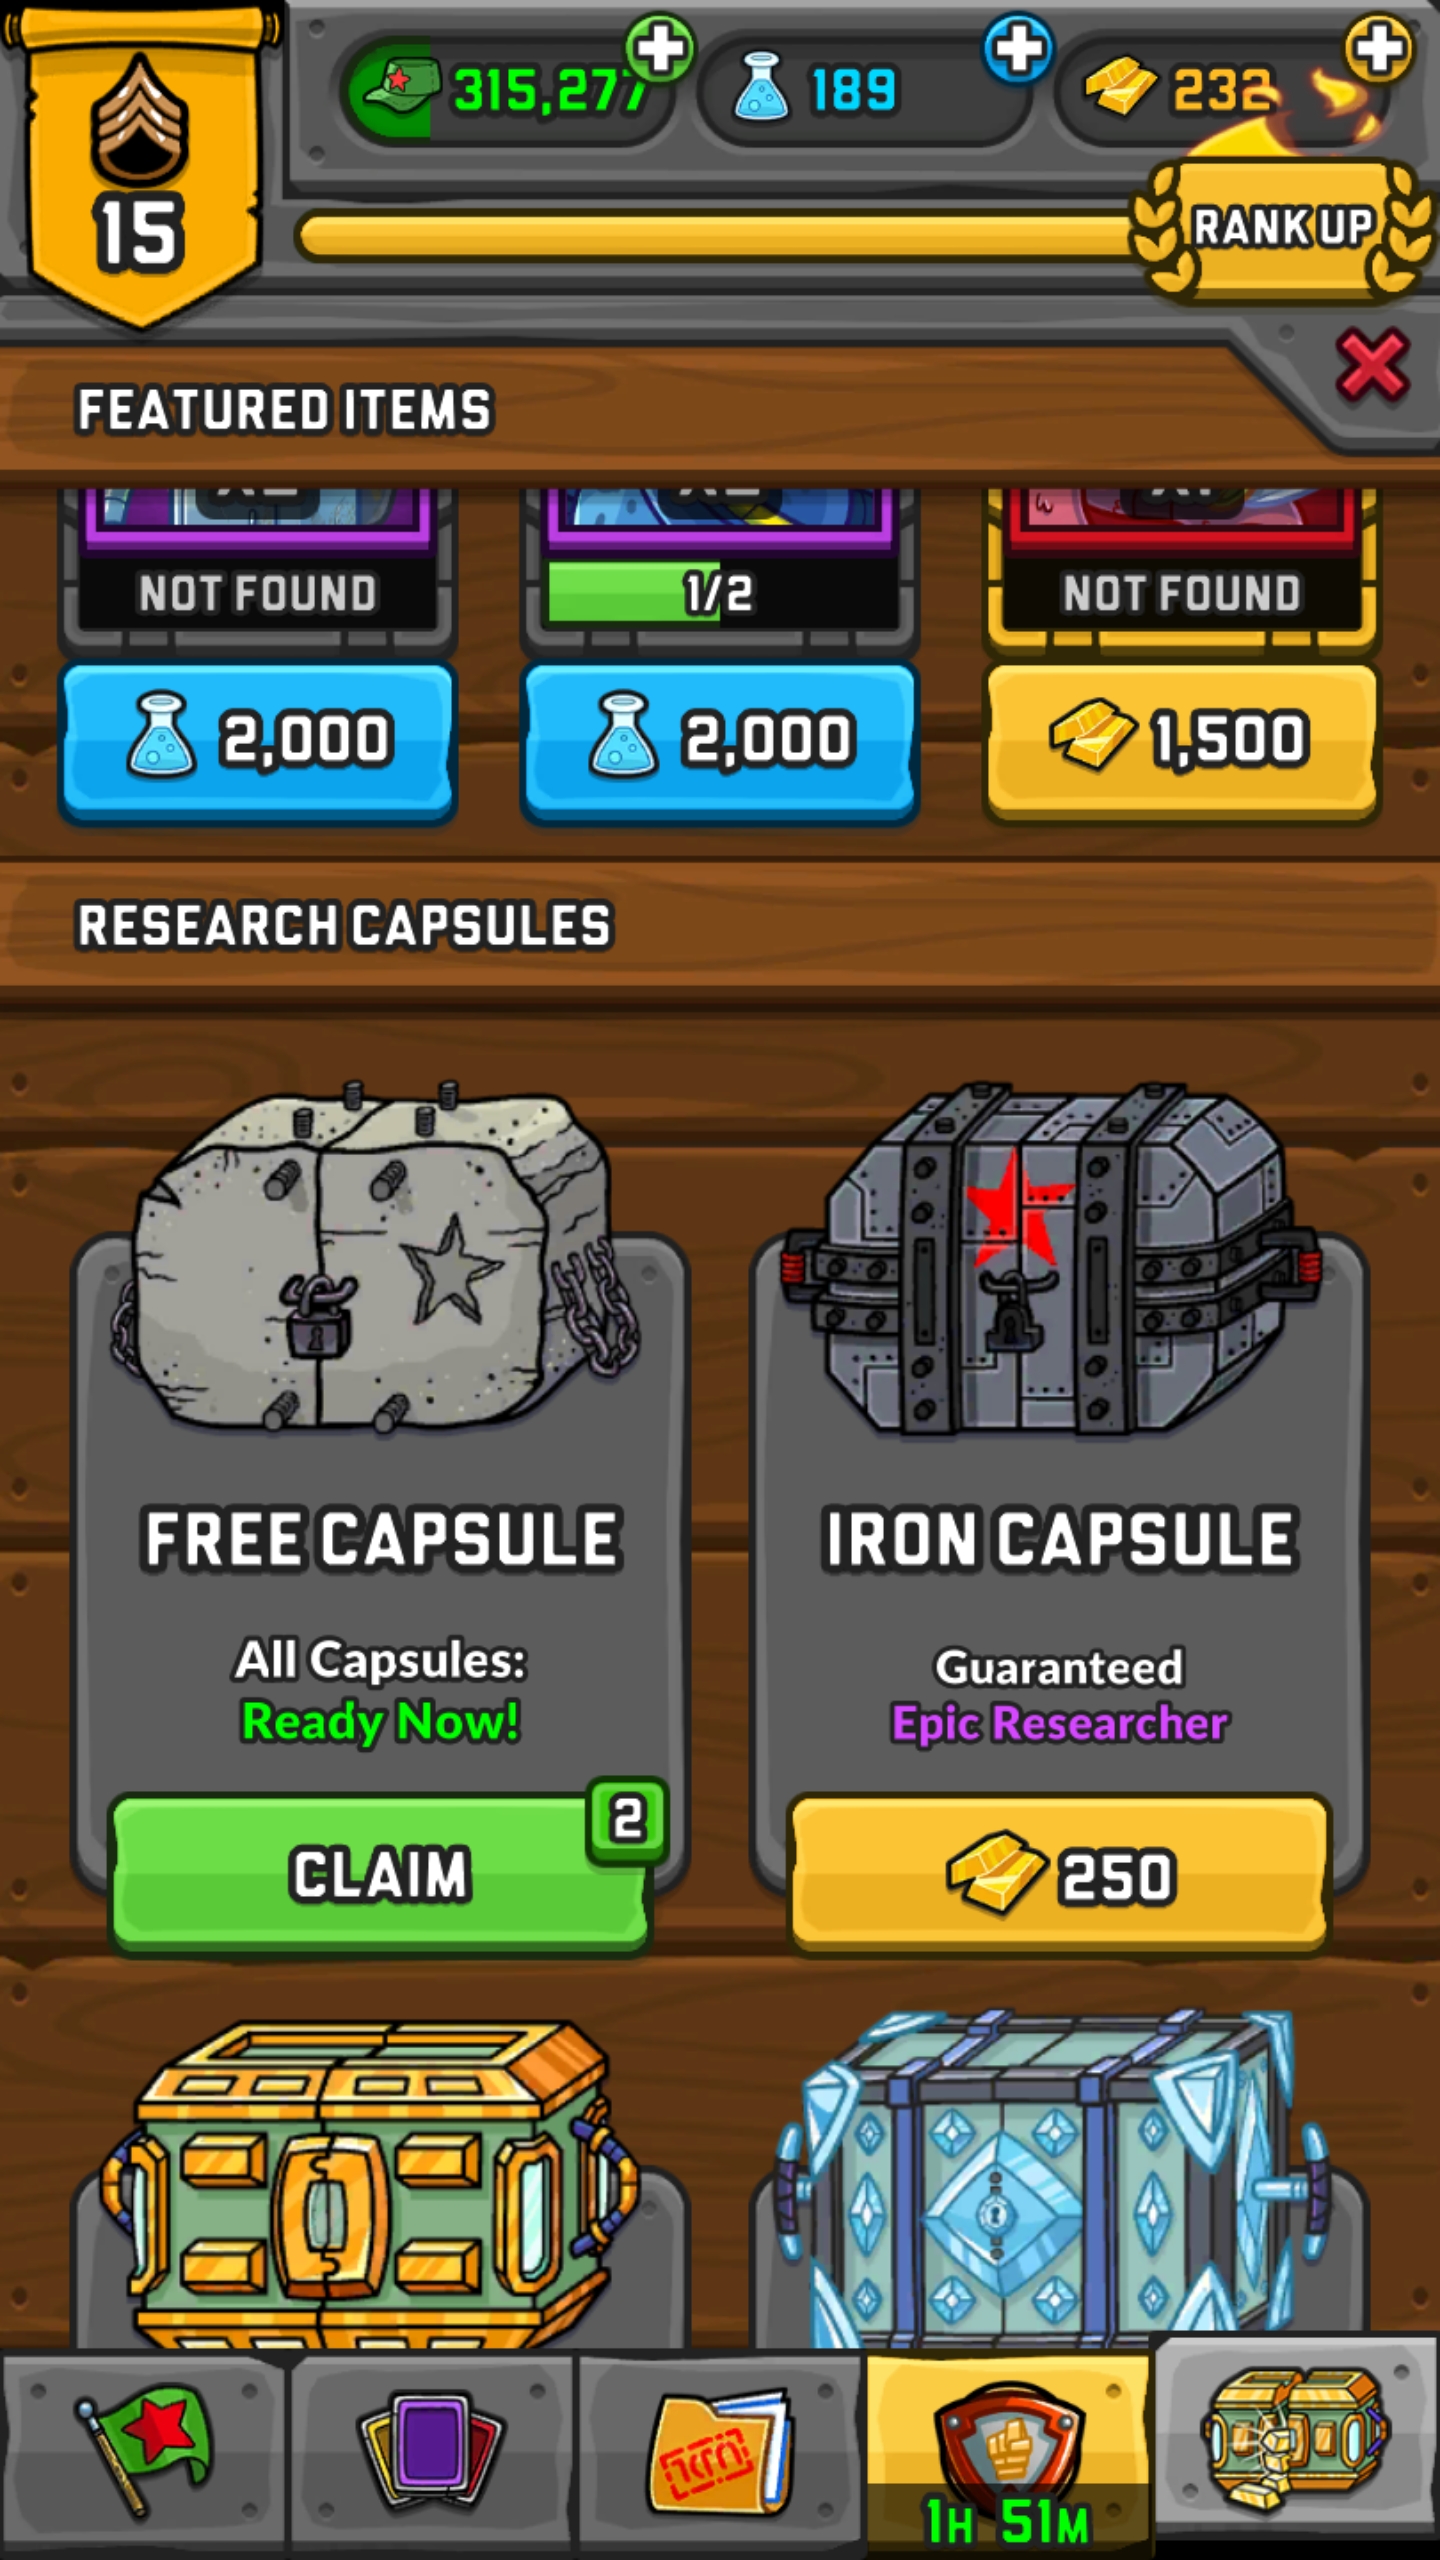 315,277
189
232
15
RANK UP
FEATURED ITEMS
NOT FOUND
1/2
NOT FOUND
2,000
2,000
1,500
RESEARCH CAPSULES
FREE CAPSULE
IRON CAPSULE
All Capsules:
Ready Now!
Guaranteed
Epic Researcher
2
CLAIM
250
1H 51M